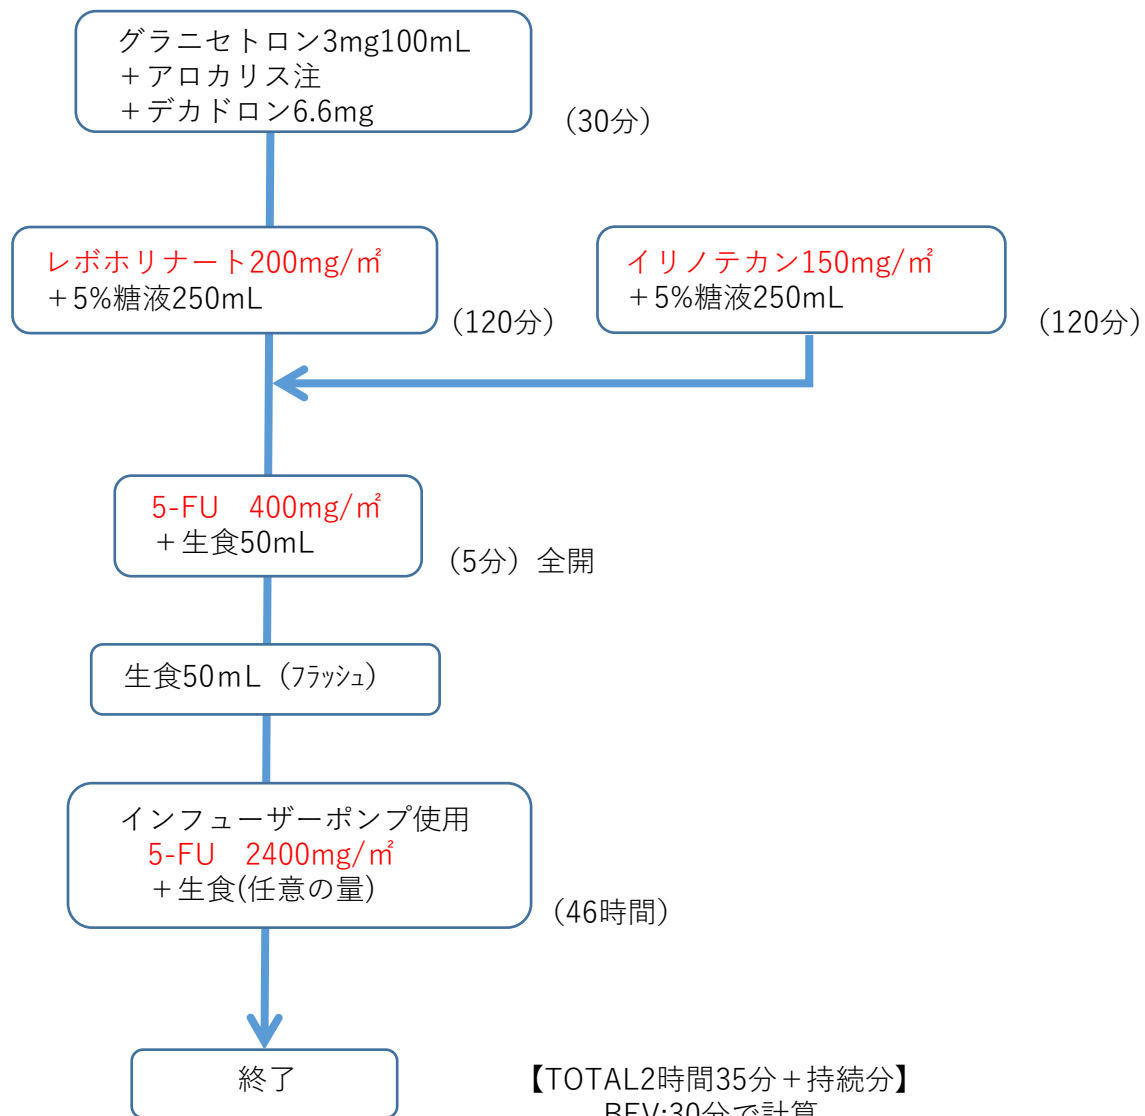 グラニセトロン3mg100mL
＋アロカリス注
＋デカドロン6.6mg
（30分）
レボホリナート200mg/㎡
＋5%糖液250mL
（120分）
イリノテカン150mg/㎡
＋5%糖液250mL
（120分）
5-FU　400mg/㎡
＋生食50mL
（5分）全開
生食50mL（ﾌﾗｯｼｭ）
インフューザーポンプ使用
5-FU　2400mg/㎡
＋生食(任意の量)
（46時間）
終了
【TOTAL2時間35分＋持続分】
BEV:30分で計算